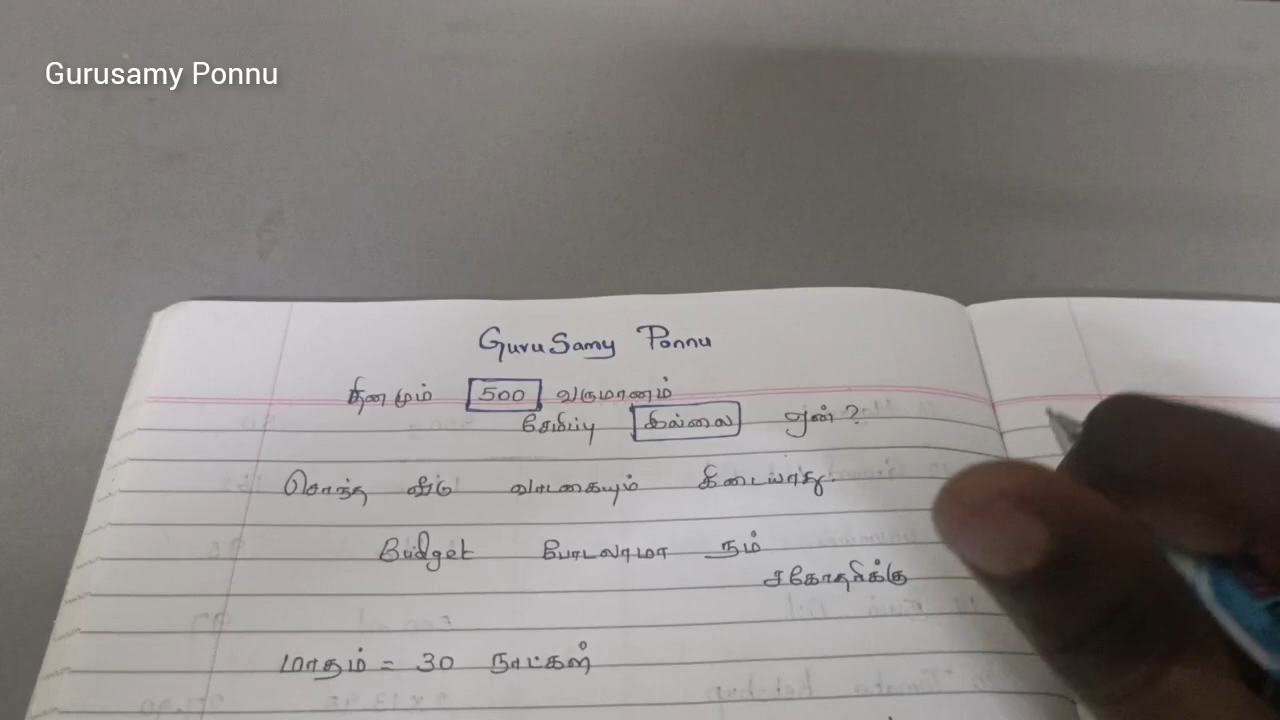 Gurusamy Ponnu
GuruSamy Ponnu
தினமும் 500 வருமானம்
சேமிப்பு இல்லை ஏன் ?
சொந்த வீடு வாடகையும் கிடையாது.
Budget போடலாமா நம்
சகோதரிக்கு
மாதம் = 30 நாட்கள்